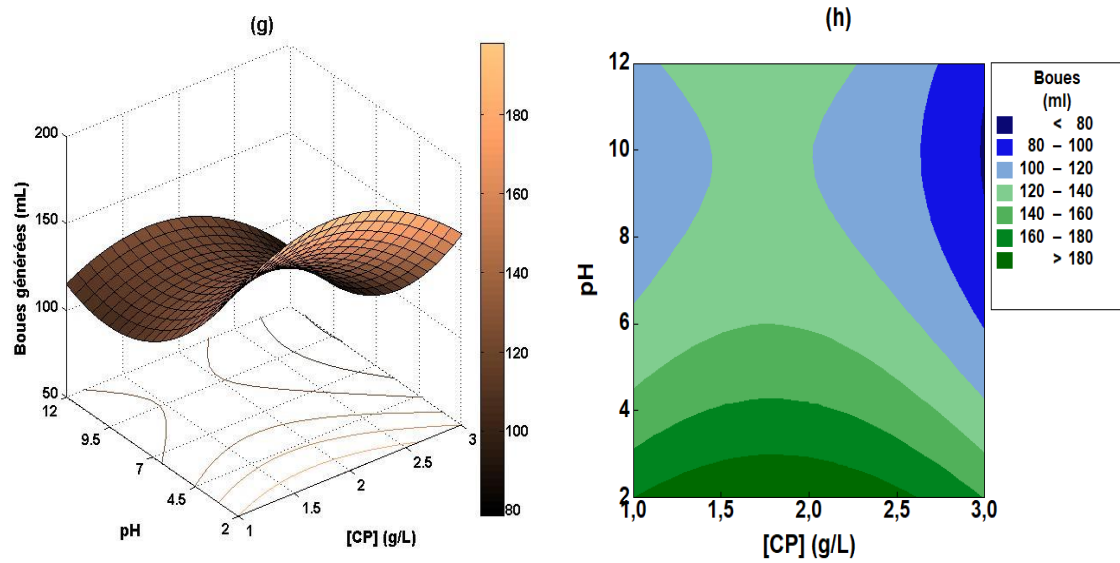 (g)
Boues générées (mL)
200
150
100
50
12
9.5
7
4.5
2
pH
1
1.5
2
2.5
3
[CP] (g/L)
180
160
140
120
100
80
(h)
pH
12
10
8
6
4
2
1,0
1,5
2,0
3,0
[CP] (g/L)
Boues
(ml)
< 80
80 – 100
100 – 120
120 – 140
140 – 160
160 – 180
> 180